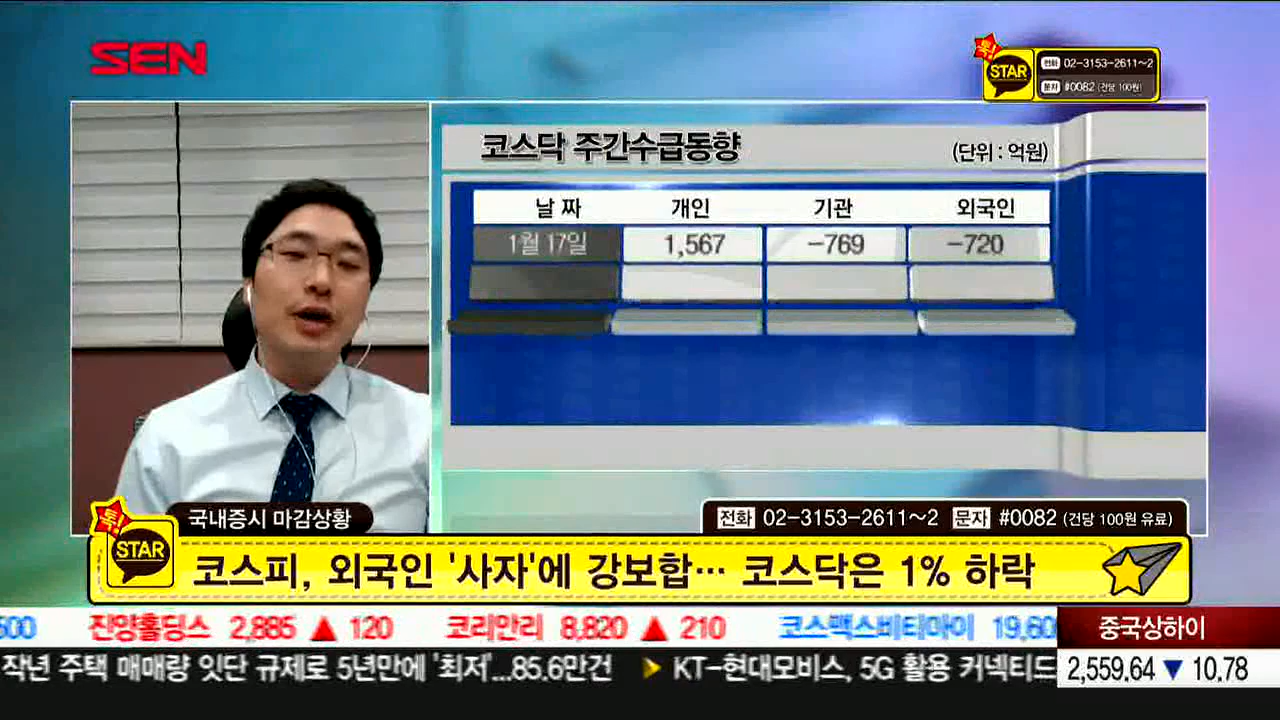 SEN
톡!
STAR
전화 02-3153-2611~2
문자 #0082 (건당 100원)
코스닥 주간수급동향
(단위 : 억원)
날 짜 개인 기관 외국인
1월 17일 1,567 -769 -720
국내증시 마감상황
전화 02-3153-2611~2 문자 #0082 (건당 100원 유료)
톡!
STAR
코스피, 외국인 '사자'에 강보합… 코스닥은 1% 하락
500 진양홀딩스 2,885 ▲ 120 코리안리 8,820 ▲ 210 코스맥스비티아이 19,600
중국상하이
작년 주택 매매량 잇단 규제로 5년만에 '최저'...85.6만건 ▶ KT-현대모비스, 5G 활용 커넥티드
2,559.64 ▼ 10.78